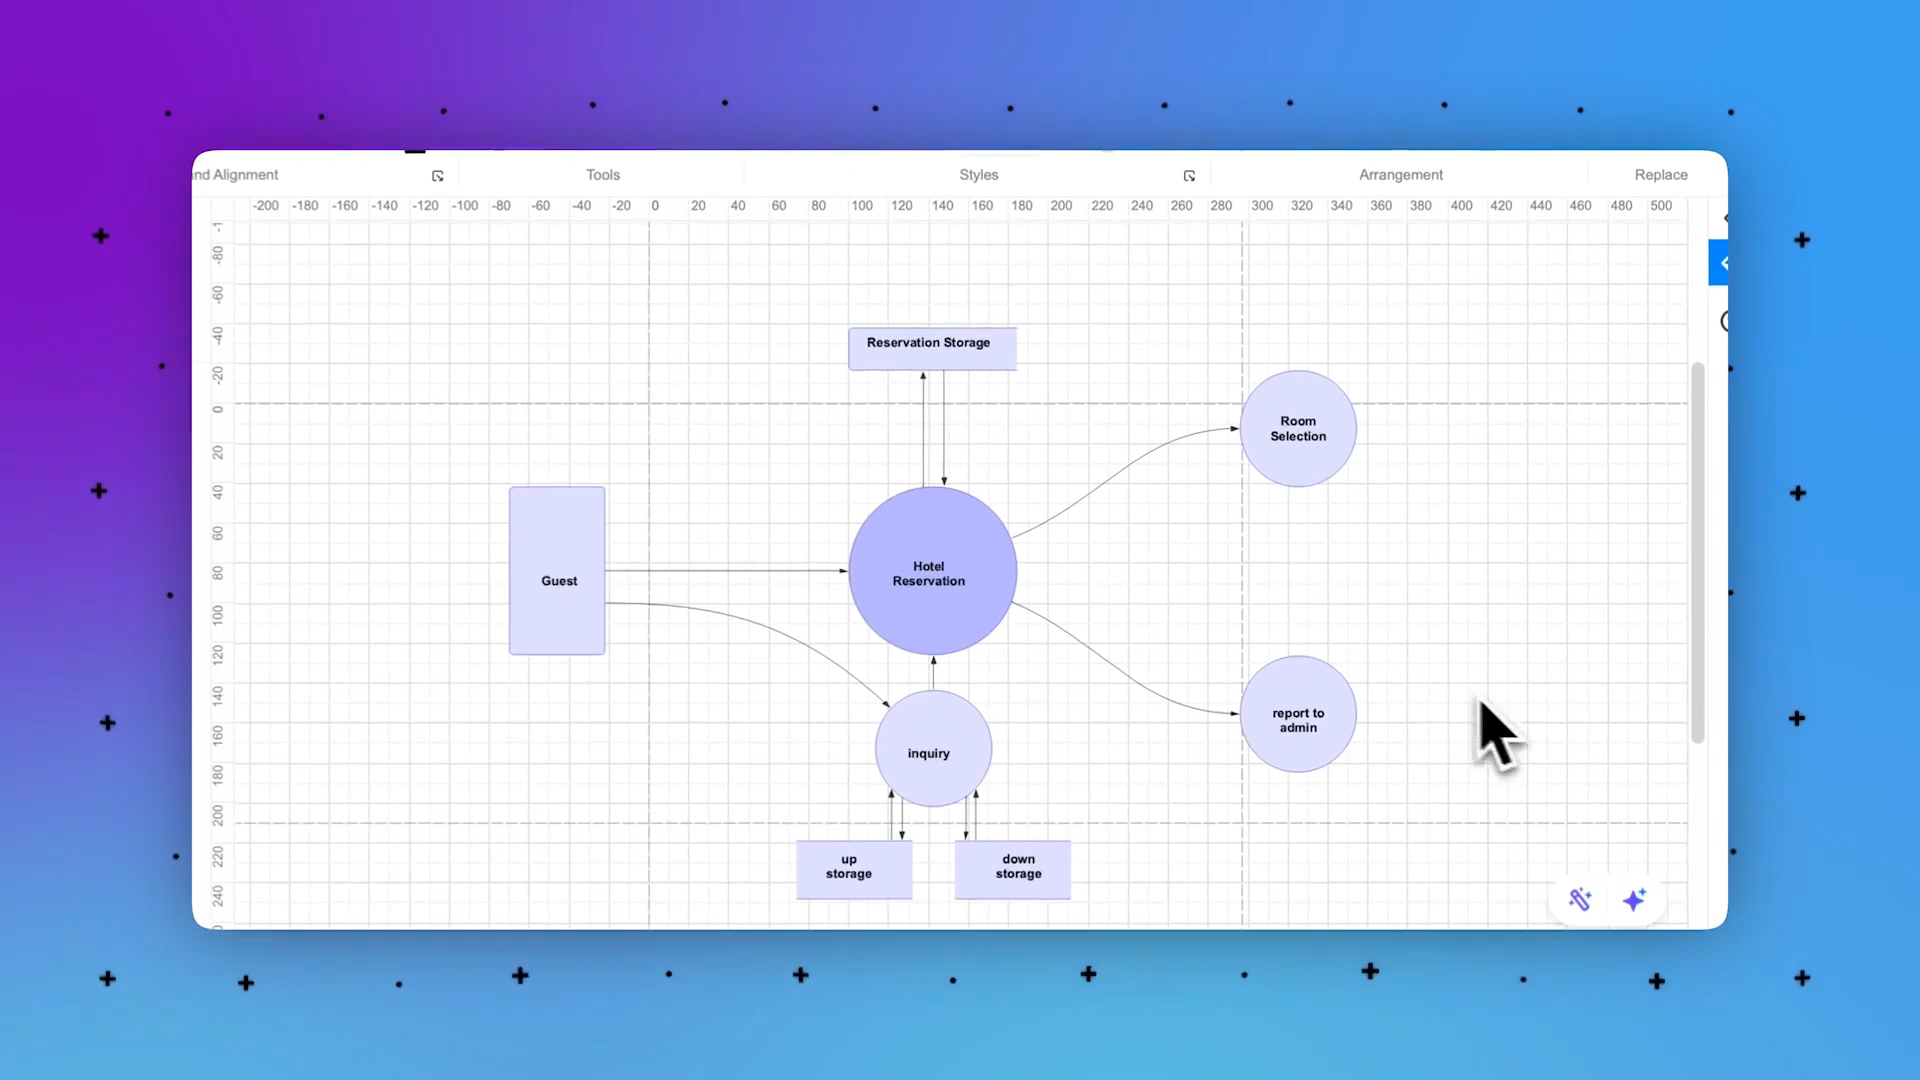 nd Alignment
Tools
Styles
Arrangement
Replace
-200 -180 -160 -140 -120 -100 -80 -60 -40 -20 0 20 40 60 80 100 120 140 160 180 200 220 240 260 280 300 320 340 360 380 400 420 440 460 480 500
-80
-60
-40
-20
0
20
40
60
80
100
120
140
160
180
200
220
240
Reservation Storage
Room
Selection
Guest
Hotel
Reservation
report to
admin
inquiry
up
storage
down
storage